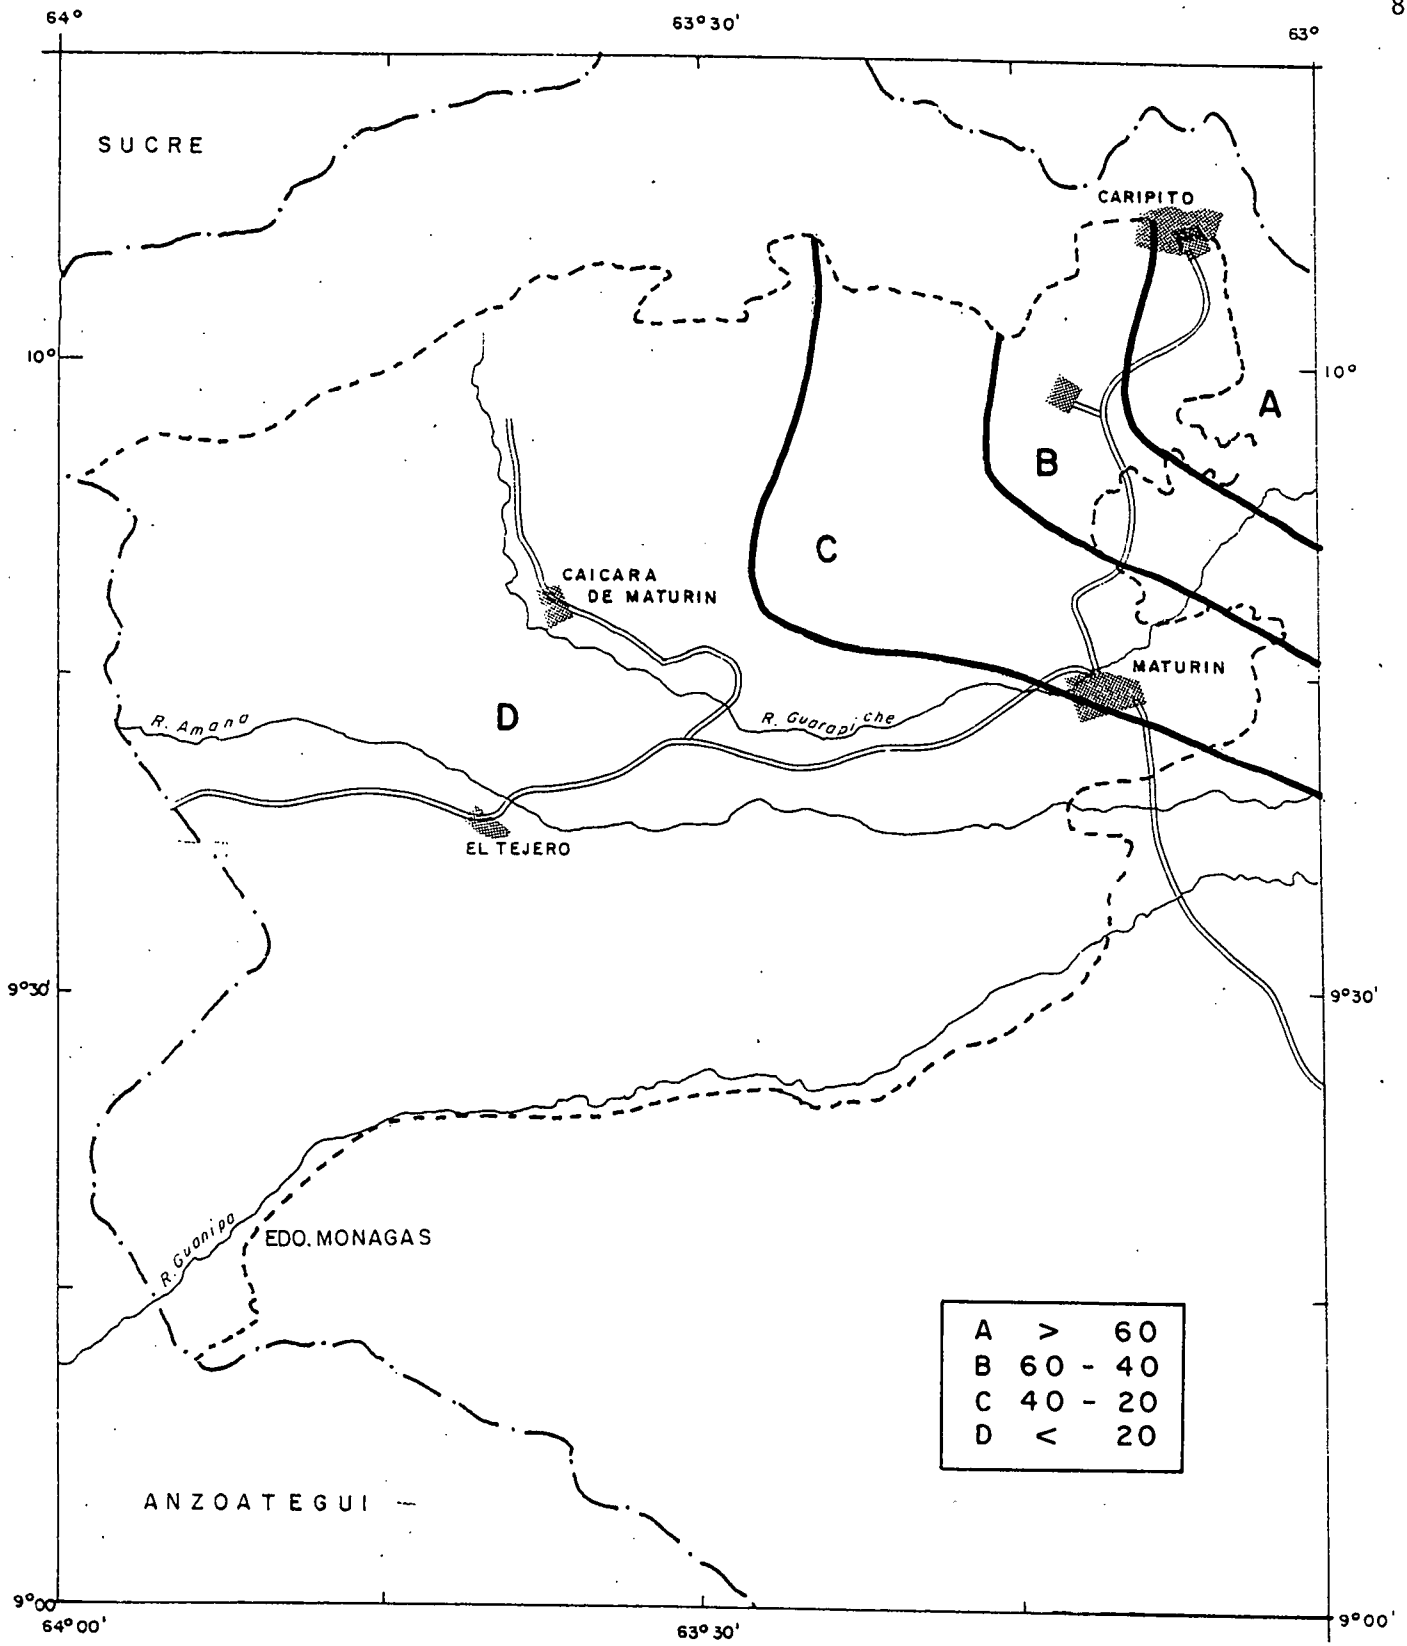 8
64° 63°30' 63°
SUCRE
CARIPITO
10° 10°
A
B
C
CAICARA
DE MATURIN
MATURIN
D
R. Amana
R. Guarapiche
EL TEJERO
9°30' 9°30'
R. Guanipa
EDO. MONAGAS
A > 60
B 60 - 40
C 40 - 20
D < 20
ANZOATEGUI
9°00' 9°00'
64°00' 63°30'